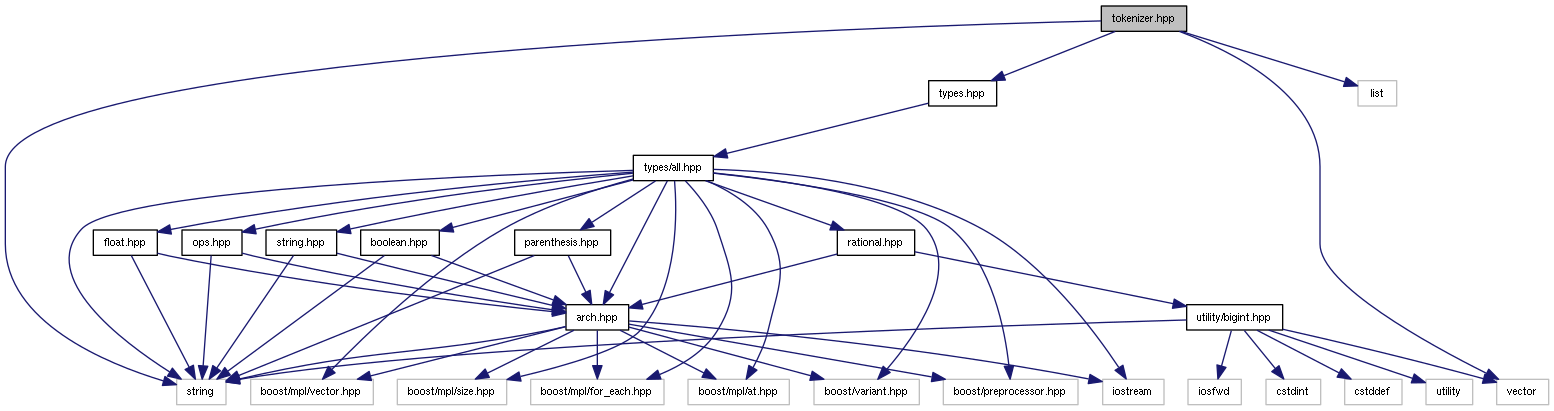 tokenizer.hpp
types.hpp
list
types/all.hpp
float.hpp
ops.hpp
string.hpp
boolean.hpp
parenthesis.hpp
rational.hpp
arch.hpp
utility/bigint.hpp
string
boost/mpl/vector.hpp
boost/mpl/size.hpp
boost/mpl/for_each.hpp
boost/mpl/at.hpp
boost/variant.hpp
boost/preprocessor.hpp
iostream
iosfwd
cstdint
cstddef
utility
vector